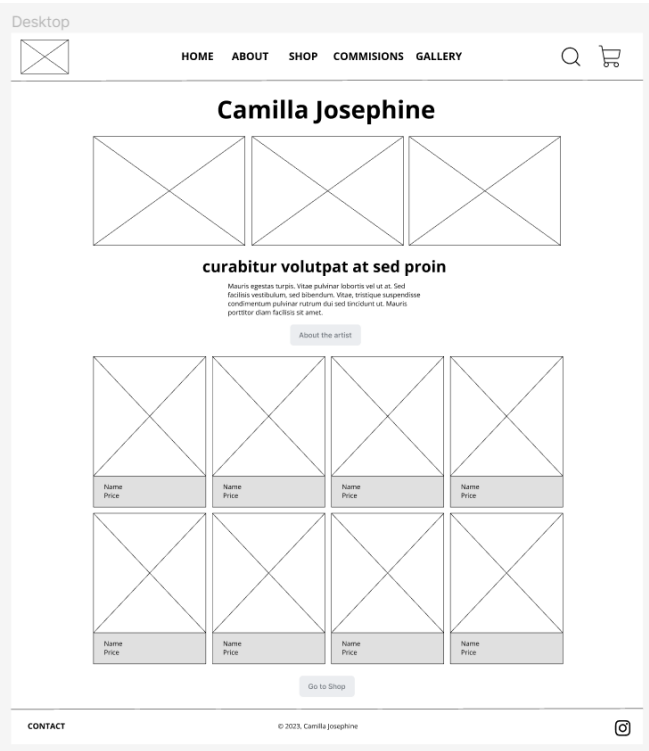 Desktop
HOME ABOUT SHOP COMMISIONS GALLERY
Camilla Josephine
curabitur volutpat at sed proin
Mauris egestas turpis. Vitae pulvinar lobortis vel ut at. Sed
facilisis vestibulum, sed bibendum. Vitae, tristique suspendisse
condimentum pulvinar rutrum dui sed tincidunt ut. Mauris
porttitor diam facilisis sit amet.
About the artist
Name
Price
Name
Price
Name
Price
Name
Price
Name
Price
Name
Price
Name
Price
Name
Price
Go to Shop
CONTACT
© 2023, Camilla Josephine